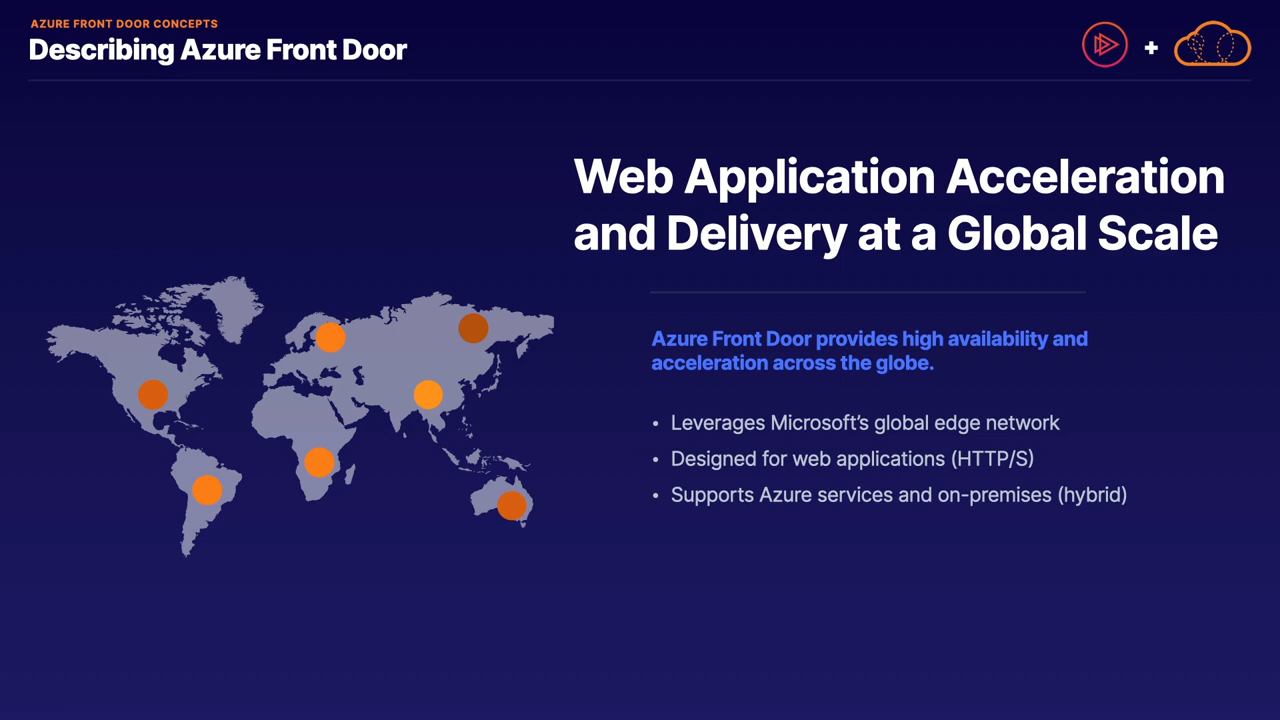 AZURE FRONT DOOR CONCEPTS
Describing Azure Front Door
+
Web Application Acceleration
and Delivery at a Global Scale
Azure Front Door provides high availability and
acceleration across the globe.
• Leverages Microsoft’s global edge network
• Designed for web applications (HTTP/S)
• Supports Azure services and on-premises (hybrid)